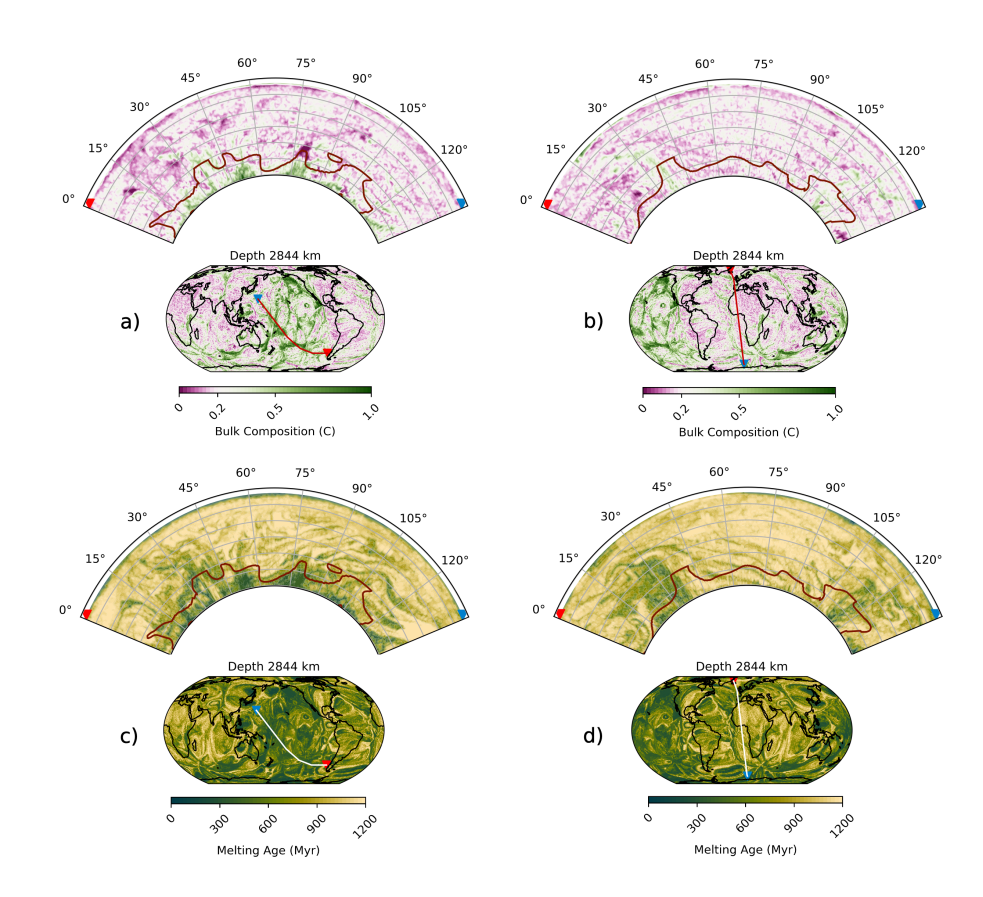 60° 75°
45° 90°
30° 105°
15° 120°
0°
Depth 2844 km
a)
0 0.2 0.5 1.0
Bulk Composition (C)
60° 75°
45° 90°
30° 105°
15° 120°
0°
Depth 2844 km
b)
0 0.2 0.5 1.0
Bulk Composition (C)
60° 75°
45° 90°
30° 105°
15° 120°
0°
Depth 2844 km
c)
0 300 600 900 1200
Melting Age (Myr)
60° 75°
45° 90°
30° 105°
15° 120°
0°
Depth 2844 km
d)
0 300 600 900 1200
Melting Age (Myr)